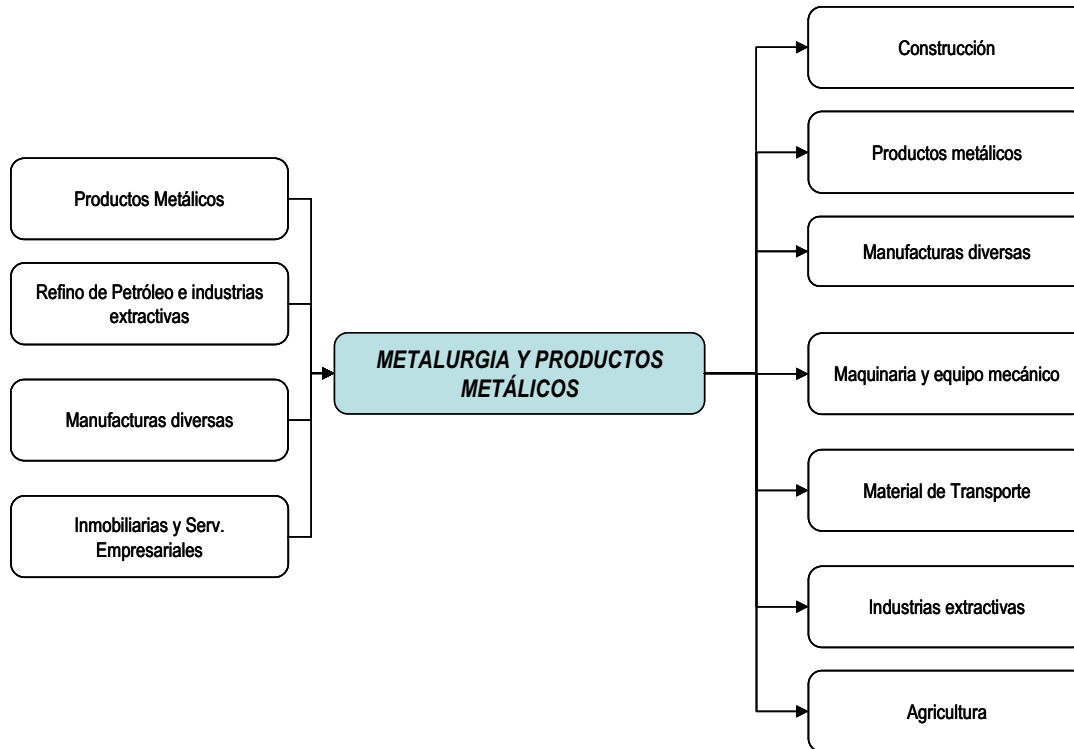 Productos Metálicos
Refino de Petróleo e industrias
extractivas
Manufacturas diversas
Inmobiliarias y Serv.
Empresariales
METALURGIA Y PRODUCTOS
METÁLICOS
Construcción
Productos metálicos
Manufacturas diversas
Maquinaria y equipo mecánico
Material de Transporte
Industrias extractivas
Agricultura